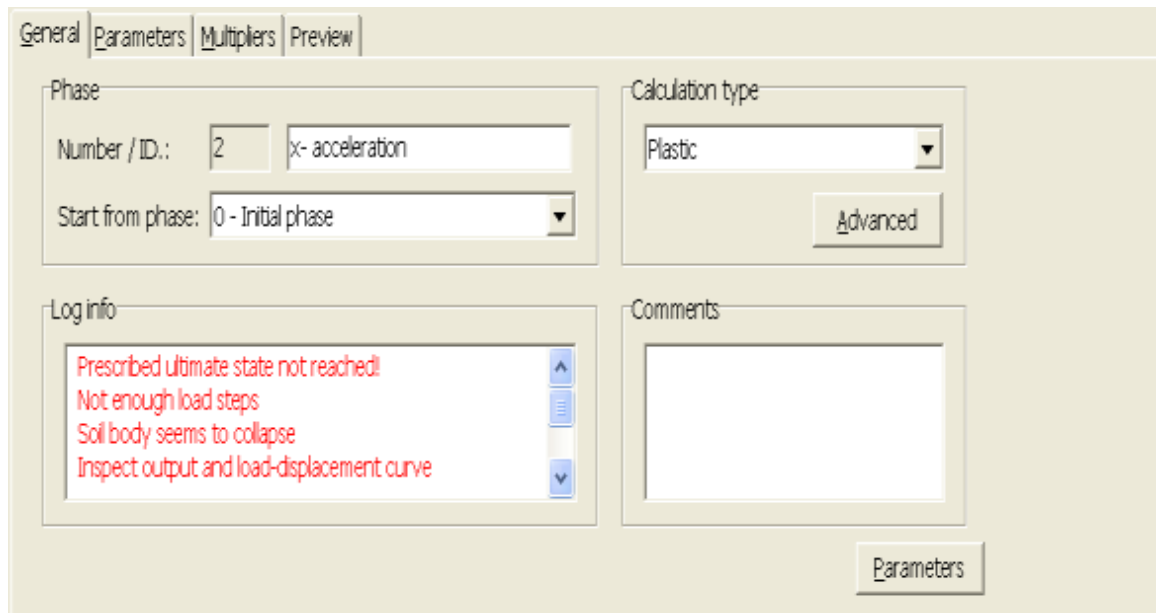 General Parameters Multipliers Preview
Phase
Number / ID.: 2 x- acceleration
Start from phase: 0 - Initial phase
Calculation type
Plastic
Advanced
Log info
Prescribed ultimate state not reached!
Not enough load steps
Soil body seems to collapse
Inspect output and load-displacement curve
Comments
Parameters